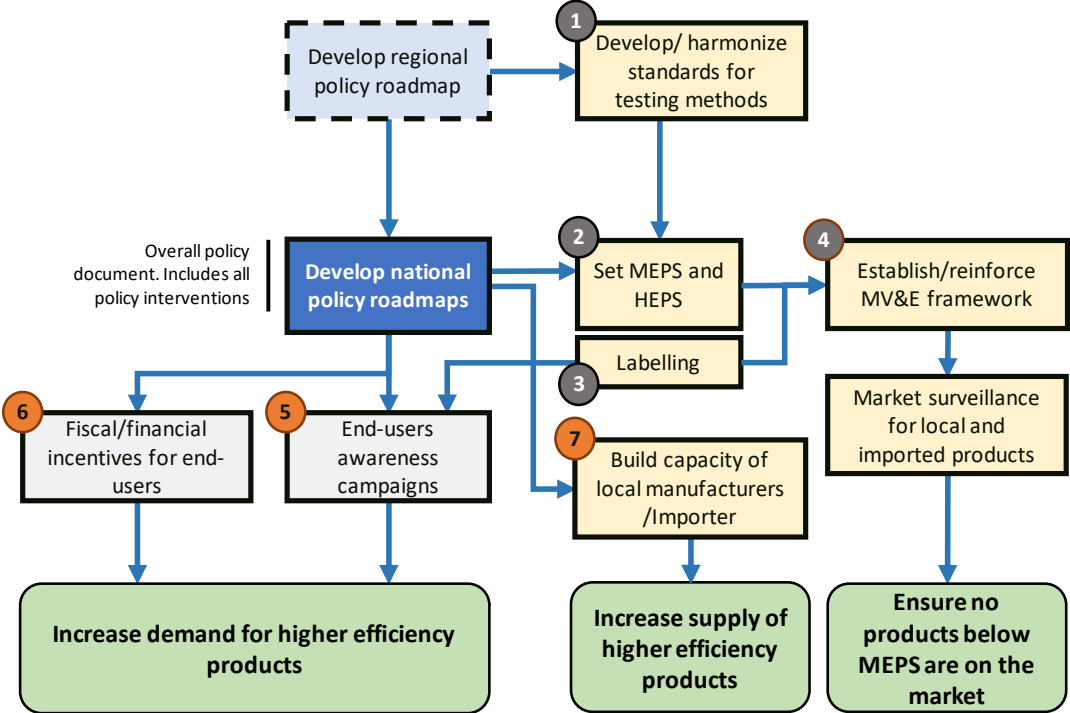 Develop regional
policy roadmap
1
Develop/ harmonize
standards for
testing methods
Overall policy
document. Includes all
policy interventions
Develop national
policy roadmaps
2
Set MEPS and
HEPS
4
Establish/reinforce
MV&E framework
Labelling
3
6
Fiscal/financial
incentives for end-
users
5
End-users
awareness
campaigns
7
Build capacity of
local manufacturers
/Importer
Market surveillance
for local and
imported products
Increase demand for higher efficiency
products
Increase supply of
higher efficiency
products
Ensure no
products below
MEPS are on the
market